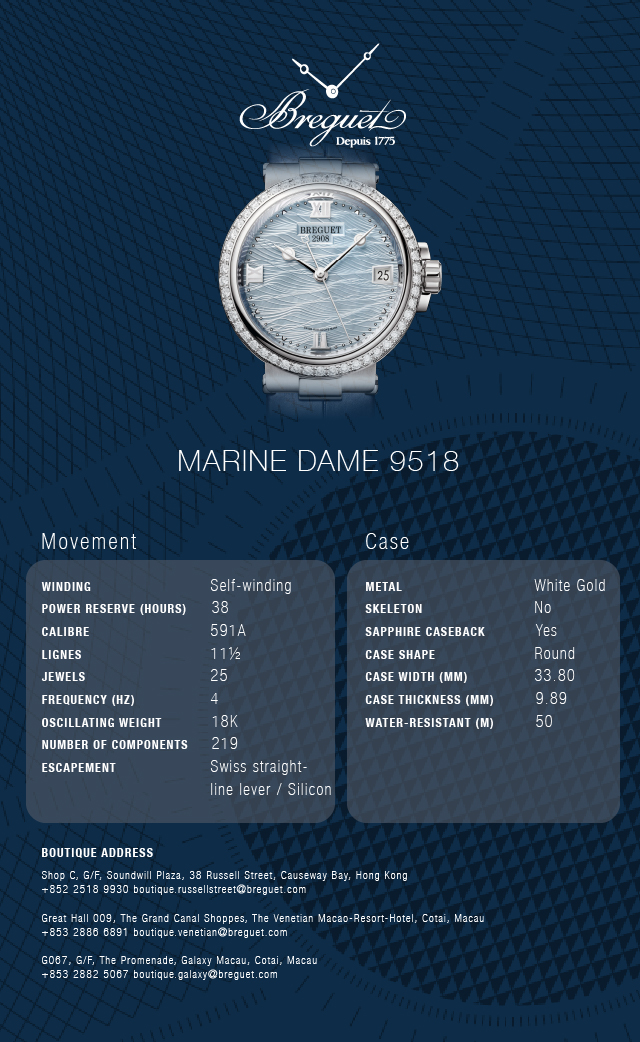 Breguet
Depuis 1775
XII
BREGUET
2908
25
MARINE DAME 9518
Movement
WINDING Self-winding
POWER RESERVE (HOURS) 38
CALIBRE 591A
LIGNES 11½
JEWELS 25
FREQUENCY (HZ) 4
OSCILLATING WEIGHT 18K
NUMBER OF COMPONENTS 219
ESCAPEMENT Swiss straight-
line lever / Silicon
Case
METAL White Gold
SKELETON No
SAPPHIRE CASEBACK Yes
CASE SHAPE Round
CASE WIDTH (MM) 33.80
CASE THICKNESS (MM) 9.89
WATER-RESISTANT (M) 50
BOUTIQUE ADDRESS
Shop C, G/F, Soundwill Plaza, 38 Russell Street, Causeway Bay, Hong Kong
+852 2518 9930 boutique.russellstreet@breguet.com
Great Hall 009, The Grand Canal Shoppes, The Venetian Macao-Resort-Hotel, Cotai, Macau
+853 2886 6891 boutique.venetian@breguet.com
G067, G/F, The Promenade, Galaxy Macau, Cotai, Macau
+853 2882 5067 boutique.galaxy@breguet.com